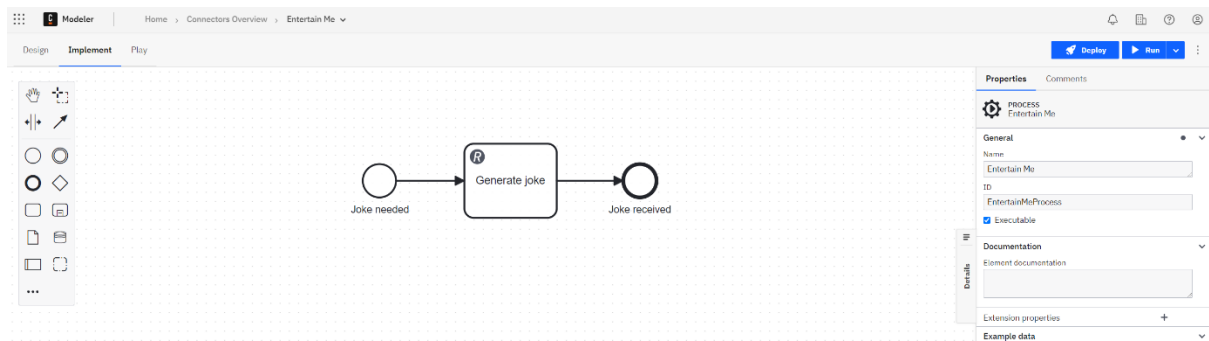 C Modeler Home > Connectors Overview > Entertain Me
Design Implement Play Deploy Run
Properties Comments
PROCESS
Entertain Me
General
Name
Entertain Me
ID
EntertainMeProcess
Executable
Documentation
Element documentation
Extension properties
Example data
Details
R
Generate joke
Joke needed
Joke received